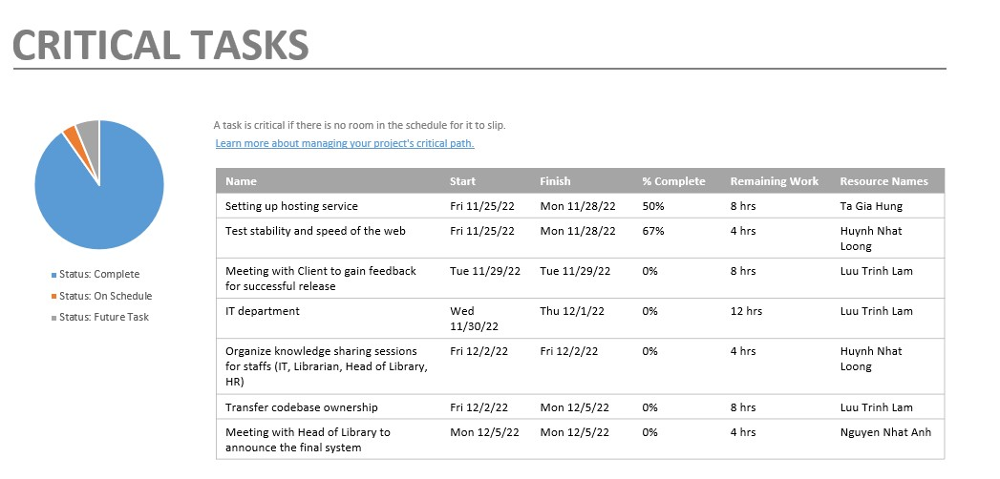 CRITICAL TASKS
A task is critical if there is no room in the schedule for it to slip.
Learn more about managing your project's critical path.
Status: Complete
Status: On Schedule
Status: Future Task
Name Start Finish % Complete Remaining Work Resource Names
Setting up hosting service Fri 11/25/22 Mon 11/28/22 50% 8 hrs Ta Gia Hung
Test stability and speed of the web Fri 11/25/22 Mon 11/28/22 67% 4 hrs Huynh Nhat
Loong
Meeting with Client to gain feedback Tue 11/29/22 Tue 11/29/22 0% 8 hrs Luu Trinh Lam
for successful release
IT department Wed Thu 12/1/22 0% 12 hrs Luu Trinh Lam
11/30/22
Organize knowledge sharing sessions Fri 12/2/22 Fri 12/2/22 0% 4 hrs Huynh Nhat
for staffs (IT, Librarian, Head of Library, Loong
HR)
Transfer codebase ownership Fri 12/2/22 Mon 12/5/22 0% 8 hrs Luu Trinh Lam
Meeting with Head of Library to Mon 12/5/22 Mon 12/5/22 0% 4 hrs Nguyen Nhat Anh
announce the final system